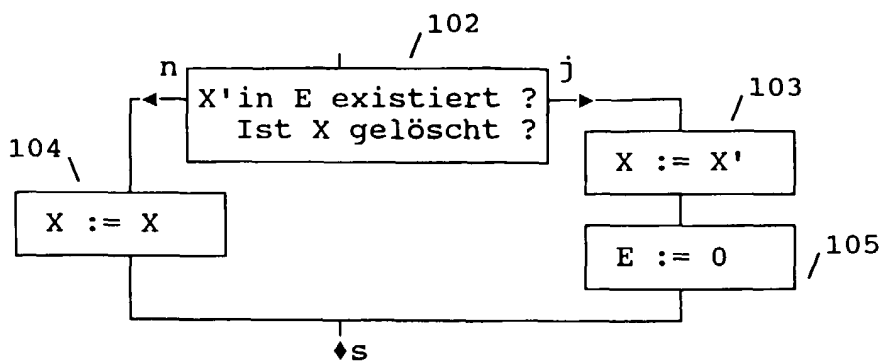 102
n
j
X'in E existiert ?
Ist X gelöscht ?
103
104
X := X'
X := X
E := 0
105
s